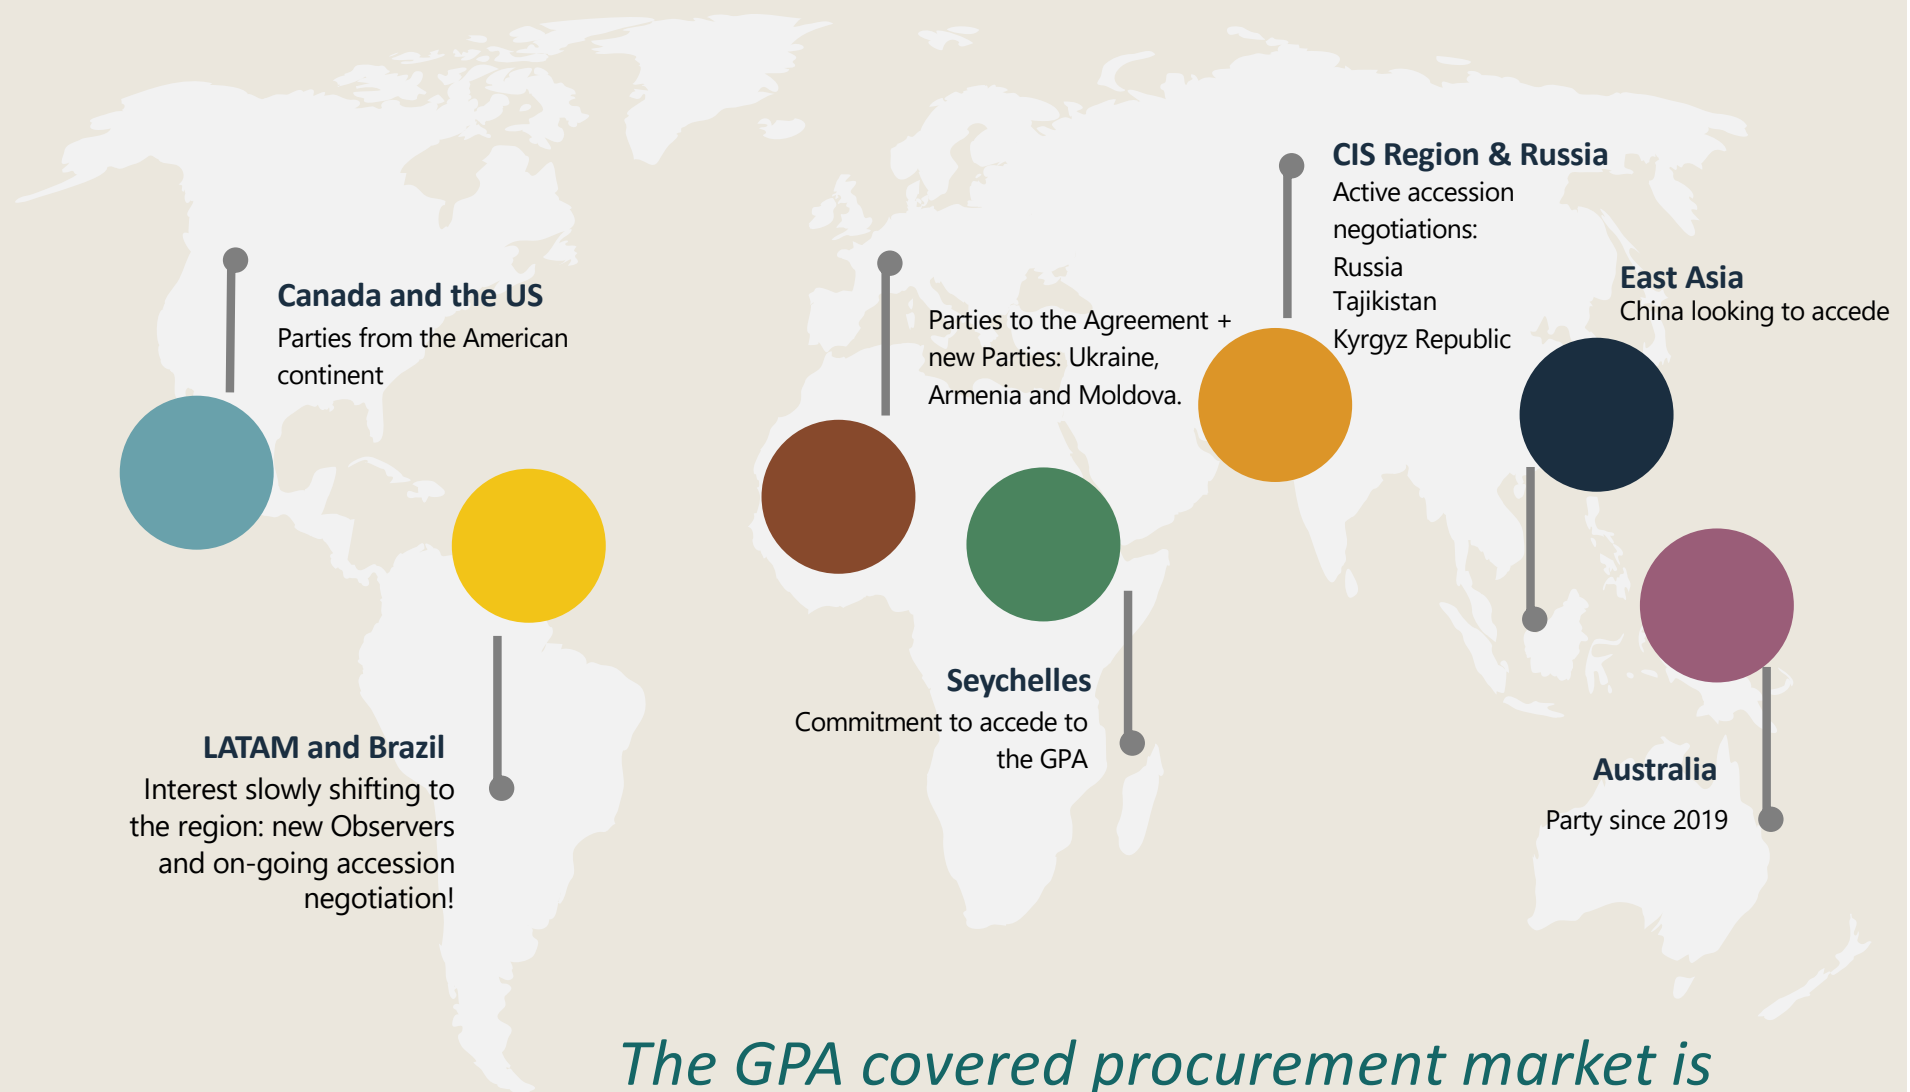 CIS Region & Russia
Active accession
negotiations:
Russia
Tajikistan
Kyrgyz Republic
East Asia
China looking to accede
Canada and the US
Parties from the American
continent
Parties to the Agreement +
new Parties: Ukraine,
Armenia and Moldova.
Seychelles
Commitment to accede to
the GPA
LATAM and Brazil
Interest slowly shifting to
the region: new Observers
and on-going accession
negotiation!
Australia
Party since 2019
The GPA covered procurement market is